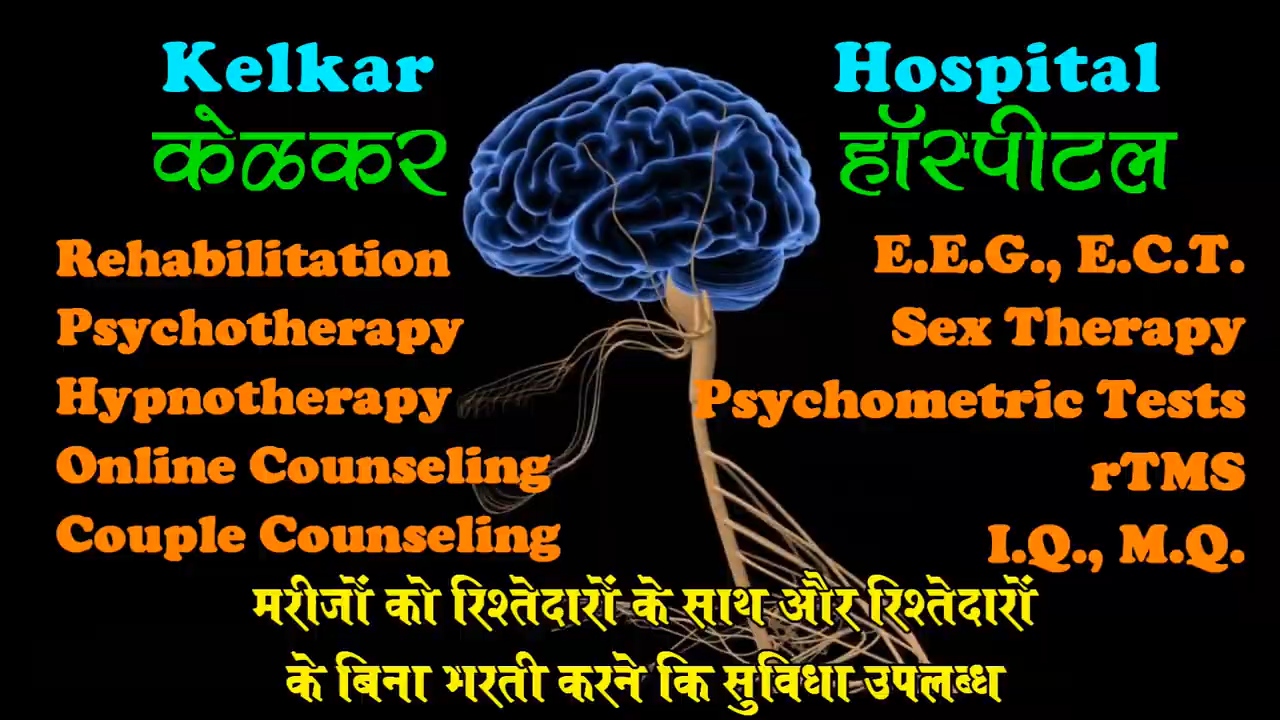 Kelkar Hospital
केळकर हॉस्पीटल
Rehabilitation
Psychotherapy
Hypnotherapy
Online Counseling
Couple Counseling
E.E.G., E.C.T.
Sex Therapy
Psychometric Tests
rTMS
I.Q., M.Q.
मरीजों को रिश्तेदारों के साथ और रिश्तेदारों
के बिना भरती करने कि सुविधा उपलब्ध